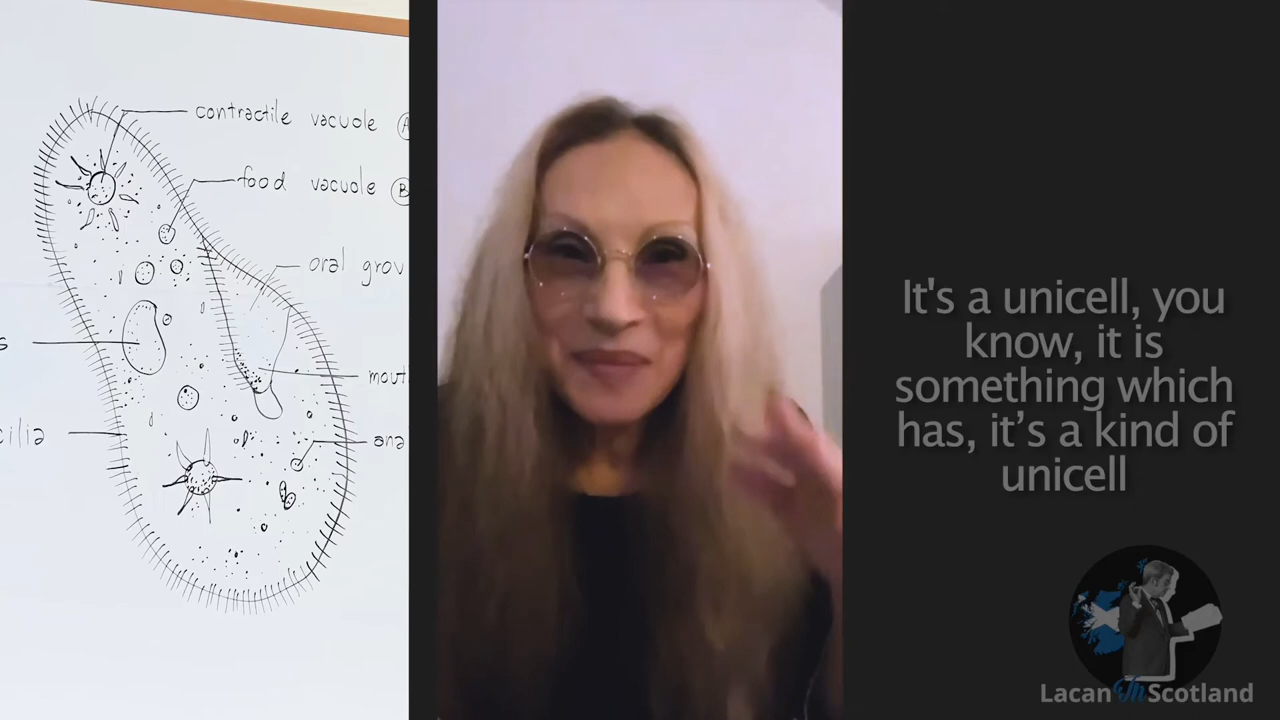 contractile vacuole A
food vacuole B
oral grov
mout
ana
cilia
It's a unicell, you
know, it is
something which
has, it’s a kind of
unicell
Lacan In Scotland